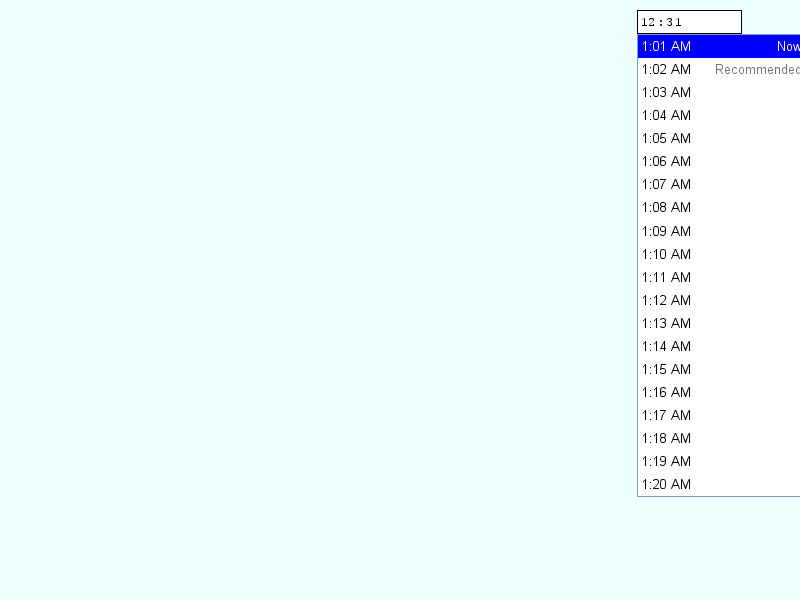 12:31
1:01 AM Now
1:02 AM Recommended
1:03 AM
1:04 AM
1:05 AM
1:06 AM
1:07 AM
1:08 AM
1:09 AM
1:10 AM
1:11 AM
1:12 AM
1:13 AM
1:14 AM
1:15 AM
1:16 AM
1:17 AM
1:18 AM
1:19 AM
1:20 AM